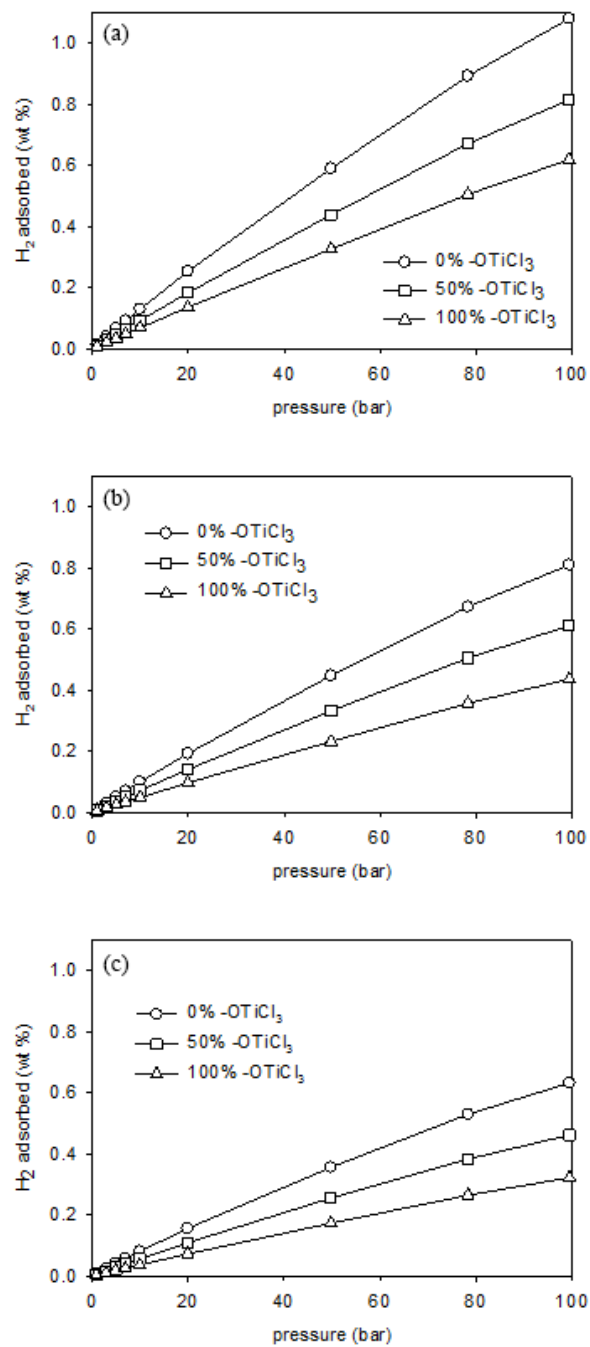 (a)
1.0
0.8
0.6
0.4
0.2
0.0
H₂ adsorbed (wt %)
0% -OTiCl₃
50% -OTiCl₃
100% -OTiCl₃
0 20 40 60 80 100
pressure (bar)
(b)
1.0
0.8
0.6
0.4
0.2
0.0
H₂ adsorbed (wt %)
0% -OTiCl₃
50% -OTiCl₃
100% -OTiCl₃
0 20 40 60 80 100
pressure (bar)
(c)
1.0
0.8
0.6
0.4
0.2
0.0
H₂ adsorbed (wt %)
0% -OTiCl₃
50% -OTiCl₃
100% -OTiCl₃
0 20 40 60 80 100
pressure (bar)